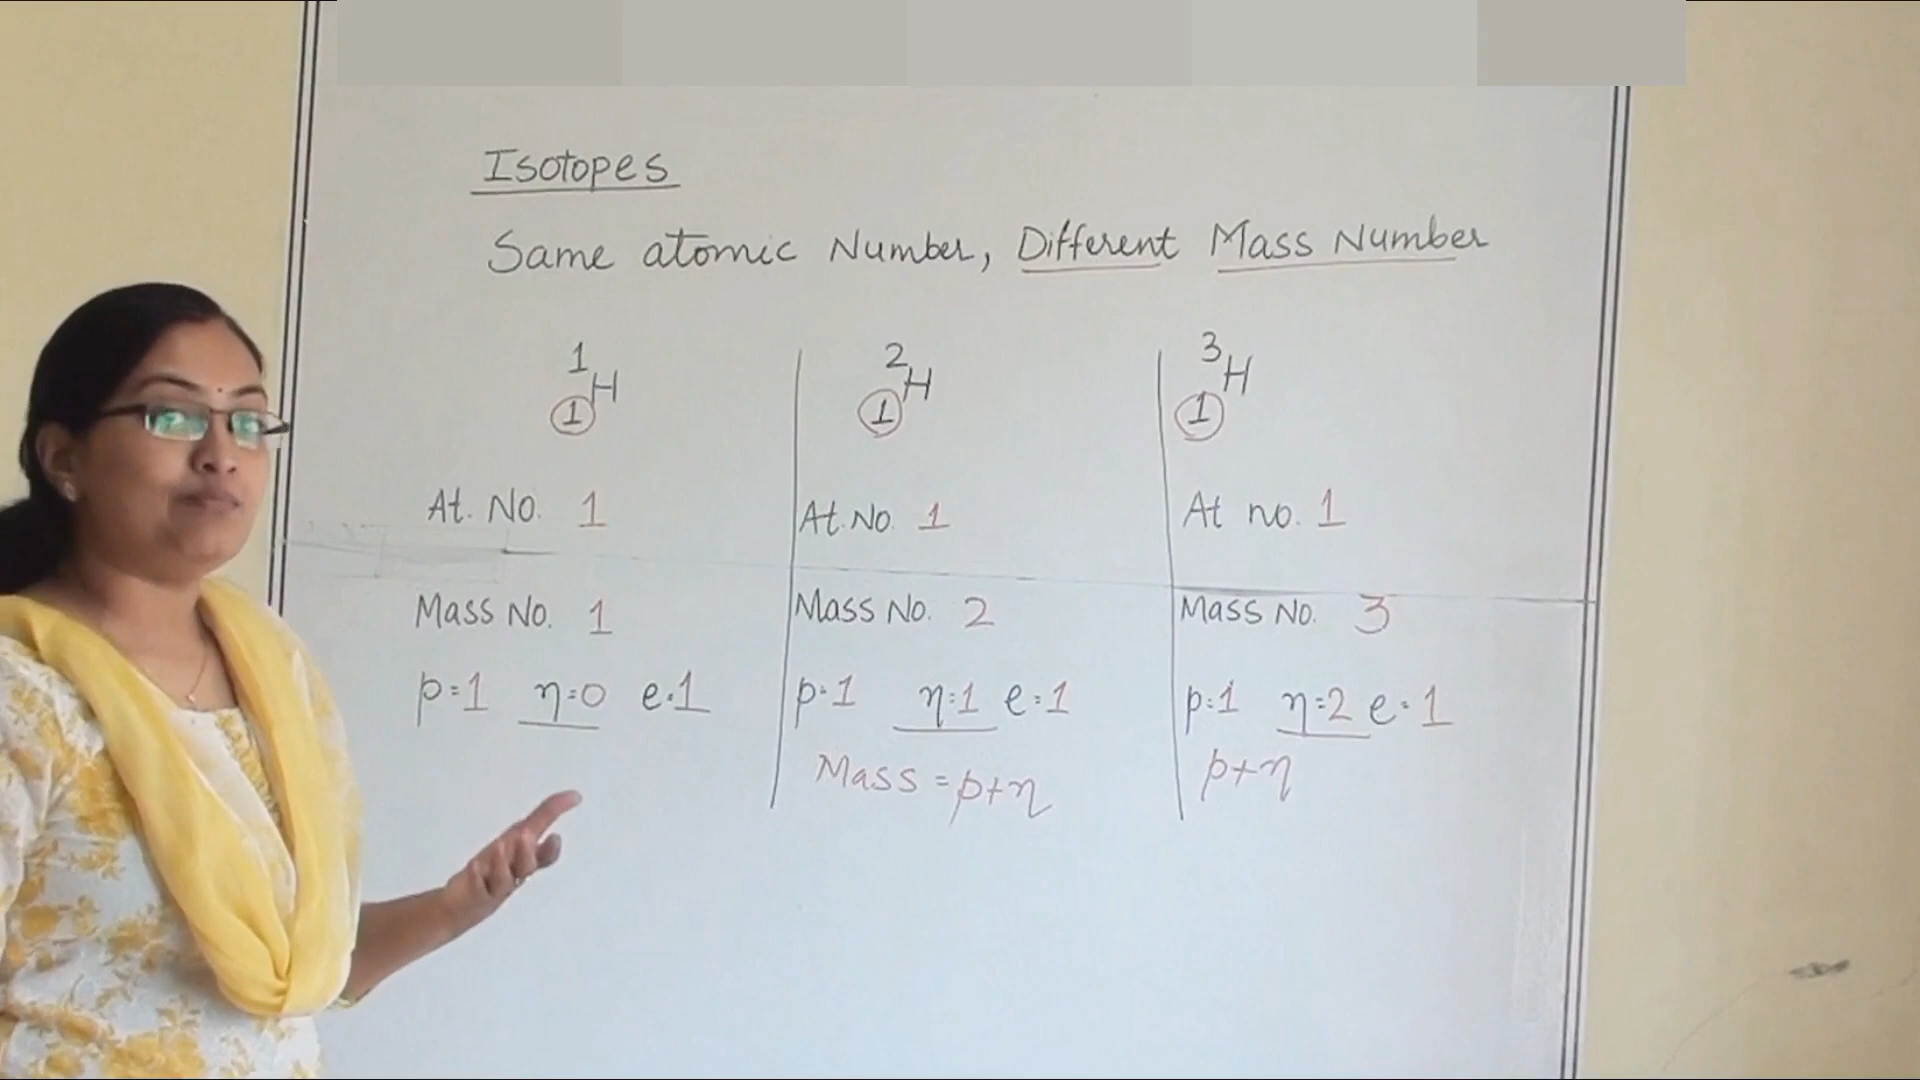 Isotopes
Same atomic Number, Different Mass Number
1 H 1
2 H 1
3 H 1
At. No. 1
At. No. 1
At no. 1
Mass No. 1
Mass No. 2
Mass No. 3
p=1 η=0 e=1
p=1 η=1 e=1
p=1 η=2 e=1
Mass = p+η
p+η